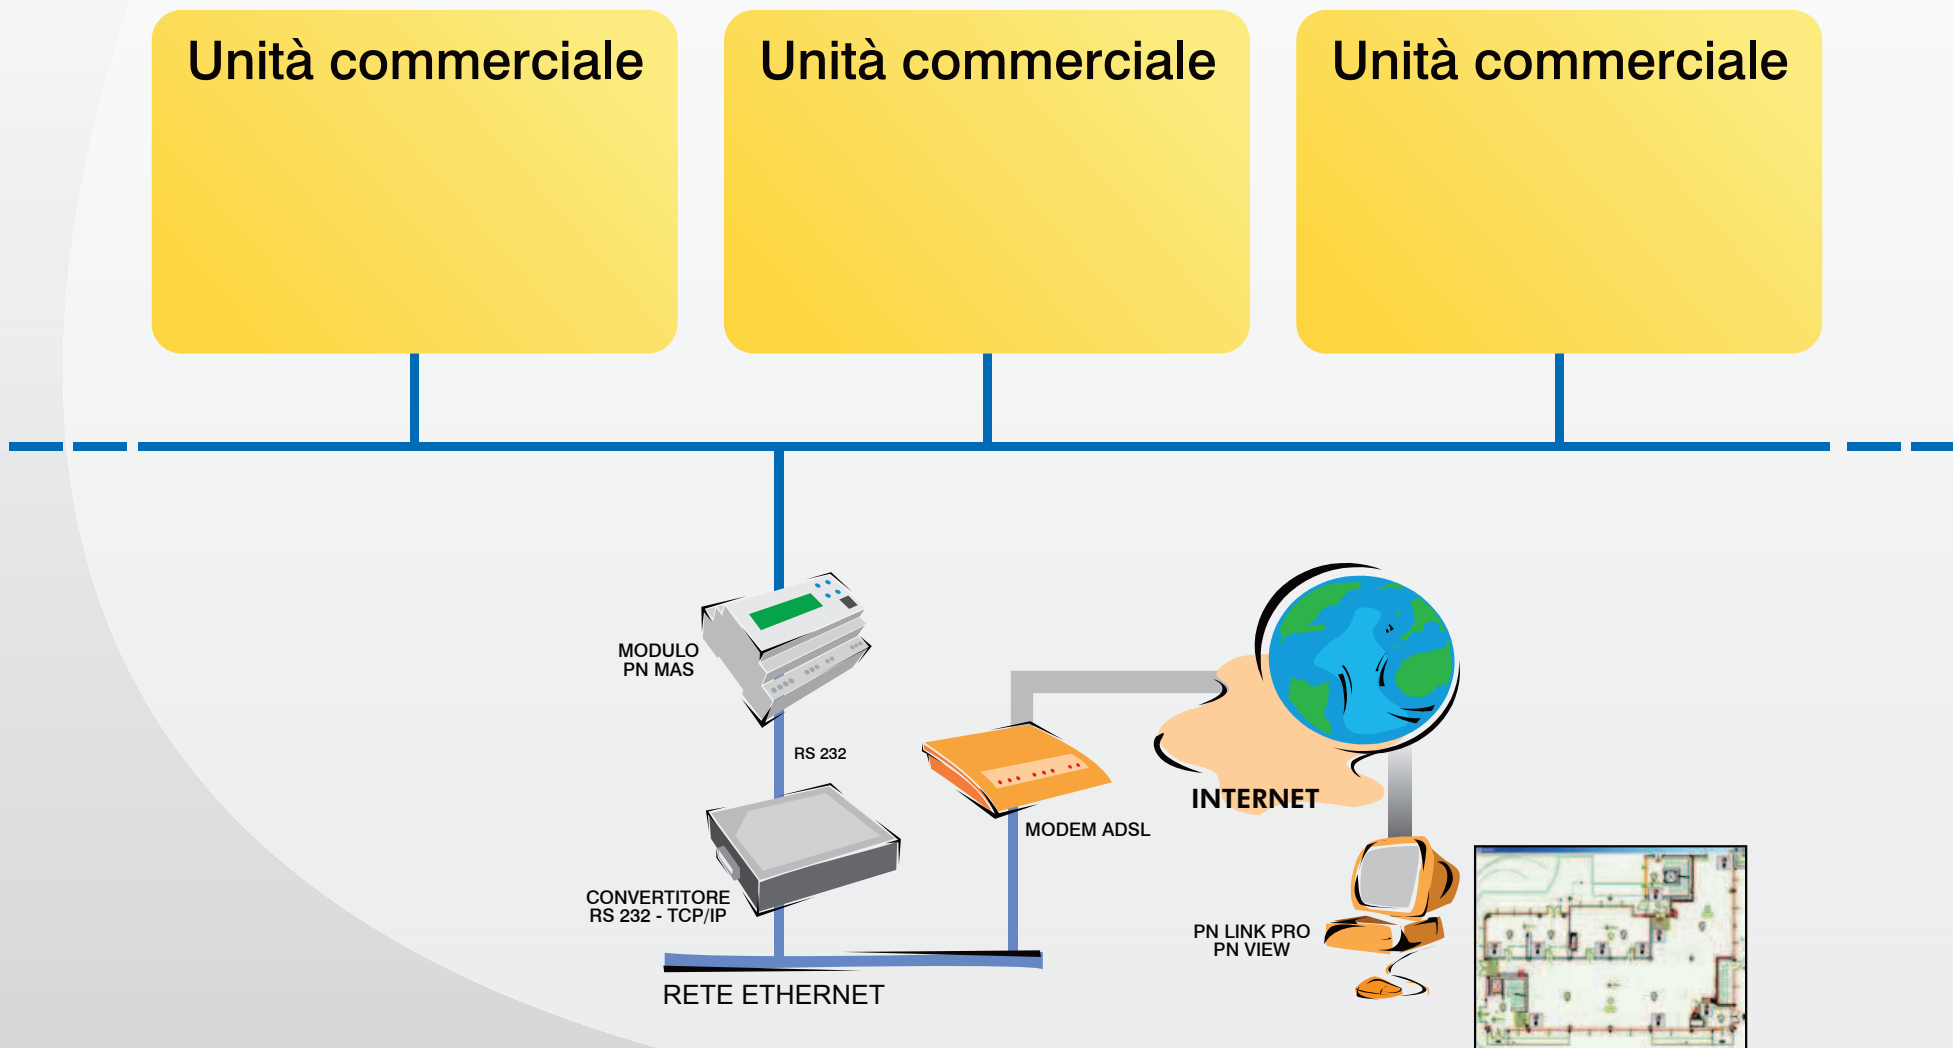 Unità commerciale
Unità commerciale
Unità commerciale
MODULO
PN MAS
RS 232
INTERNET
MODEM ADSL
CONVERTITORE
RS 232 - TCP/IP
PN LINK PRO
PN VIEW
RETE ETHERNET